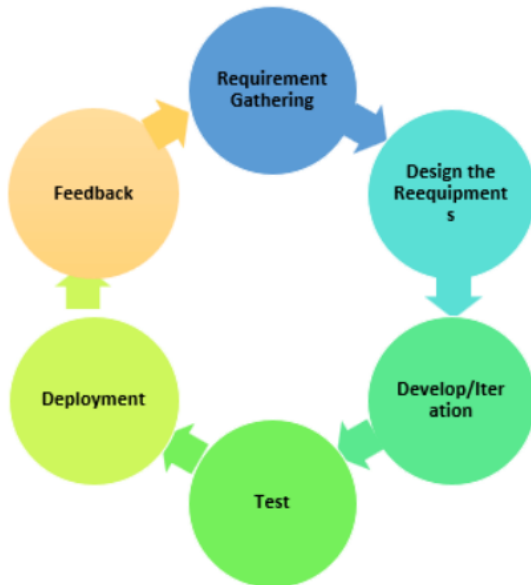 Requirement
Gathering
Design the
Reequipment
s
Develop/Iter
ation
Test
Deployment
Feedback